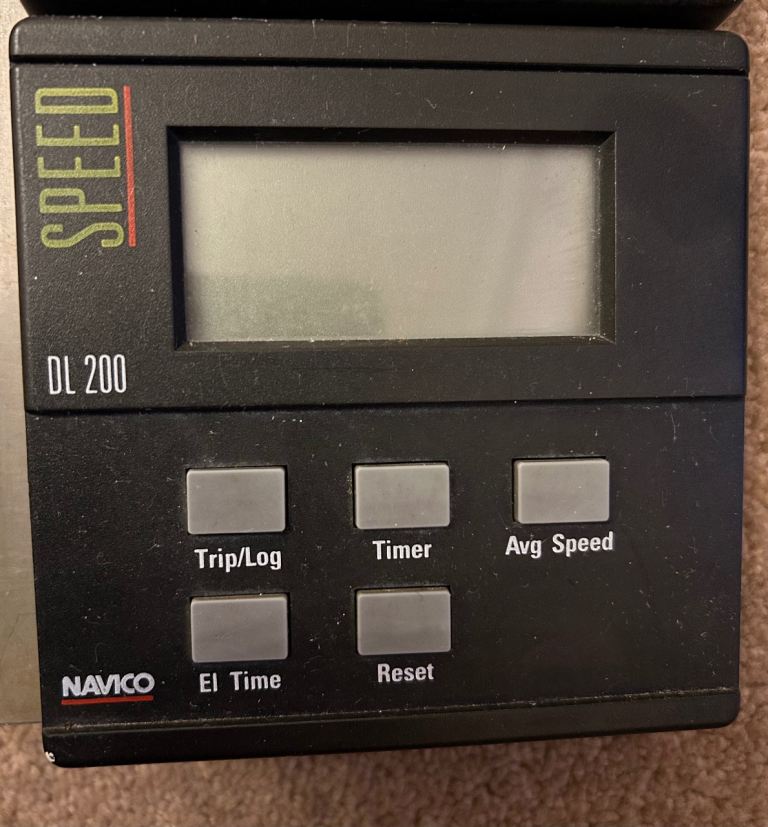 SPEED
DL 200
Trip/Log
Timer
Avg Speed
El Time
Reset
NAVICO